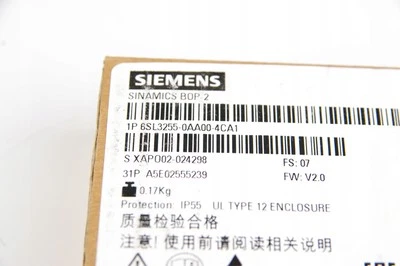 SIEMENS
SINAMICS BOP-2
1P 6SL3255-0AA00-4CA1
S XAPO02-024298 FS: 07
31P A5E02555239 FW: V2.0
0.17Kg
Protection: IP55 UL TYPE 12 ENCLOSURE
质量检验合格
注意！使用前请阅读相关说明